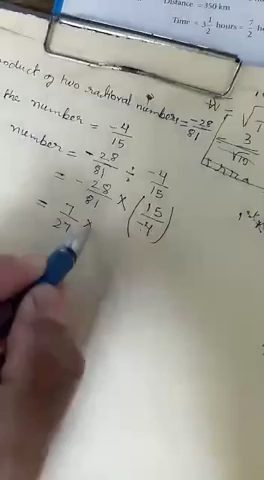 Distance = 350 km
Time = 3 1/2 hours = 7/2
product of two rational numbers = -28/81
the number = -4/15
number = -28/81 ÷ -4/15
= -28/81 × (15/-4)
= 7/27 ×
3
√10